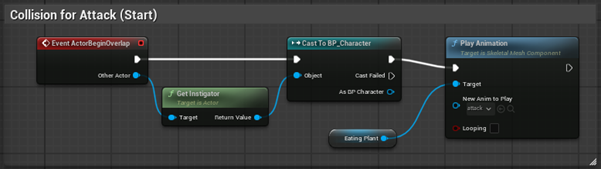 Collision for Attack (Start)
Event ActorBeginOverlap
Other Actor
Get Instigator
Target is Actor
Target
Return Value
Cast To BP_Character
Object
Cast Failed
As BP Character
Eating Plant
Play Animation
Target is Skeletal Mesh Component
Target
New Anim to Play
attack
Looping